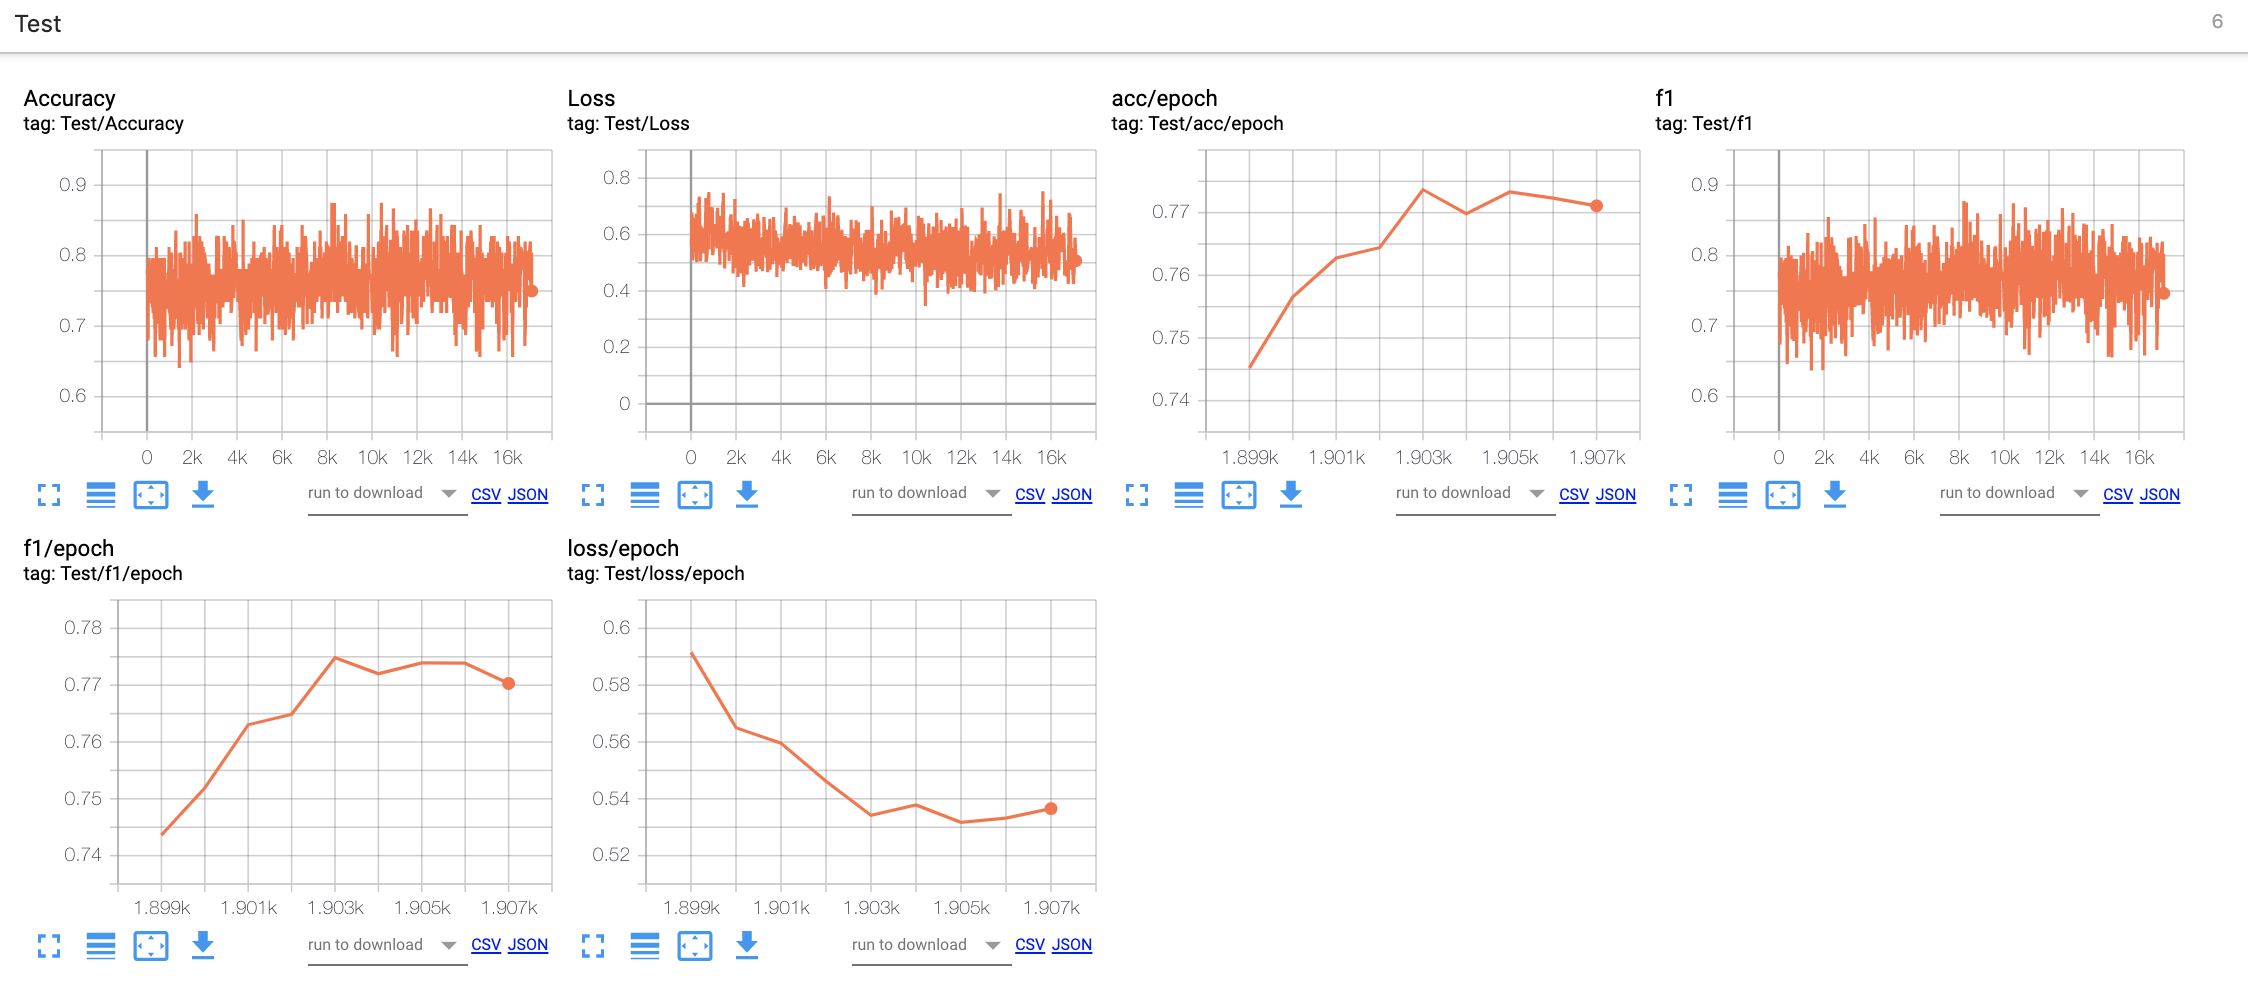 Test
6
Accuracy
tag: Test/Accuracy
0.9
0.8
0.7
0.6
0 2k 4k 6k 8k 10k 12k 14k 16k
run to download CSV JSON
Loss
tag: Test/Loss
0.8
0.6
0.4
0.2
0
0 2k 4k 6k 8k 10k 12k 14k 16k
run to download CSV JSON
acc/epoch
tag: Test/acc/epoch
0.77
0.76
0.75
0.74
1.899k 1.901k 1.903k 1.905k 1.907k
run to download CSV JSON
f1
tag: Test/f1
0.9
0.8
0.7
0.6
0 2k 4k 6k 8k 10k 12k 14k 16k
run to download CSV JSON
f1/epoch
tag: Test/f1/epoch
0.78
0.77
0.76
0.75
0.74
1.899k 1.901k 1.903k 1.905k 1.907k
run to download CSV JSON
loss/epoch
tag: Test/loss/epoch
0.6
0.58
0.56
0.54
0.52
1.899k 1.901k 1.903k 1.905k 1.907k
run to download CSV JSON